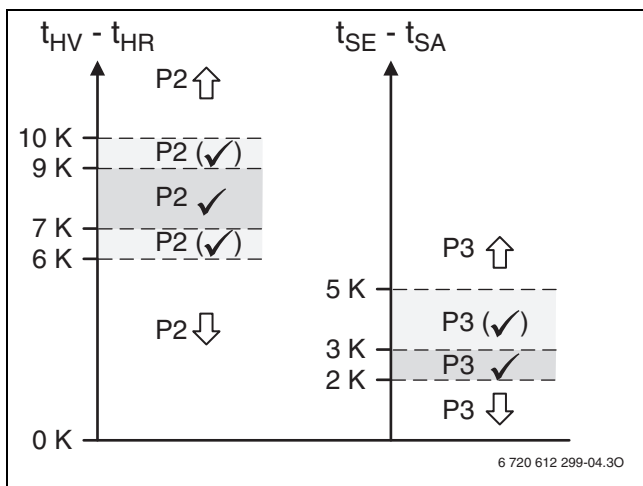 t_HV - t_HR
P2
10 K
P2 (✓)
9 K
P2 ✓
7 K
P2 (✓)
6 K
P2
0 K
t_SE - t_SA
P3
5 K
P3 (✓)
3 K
P3 ✓
2 K
P3
6 720 612 299-04.3O